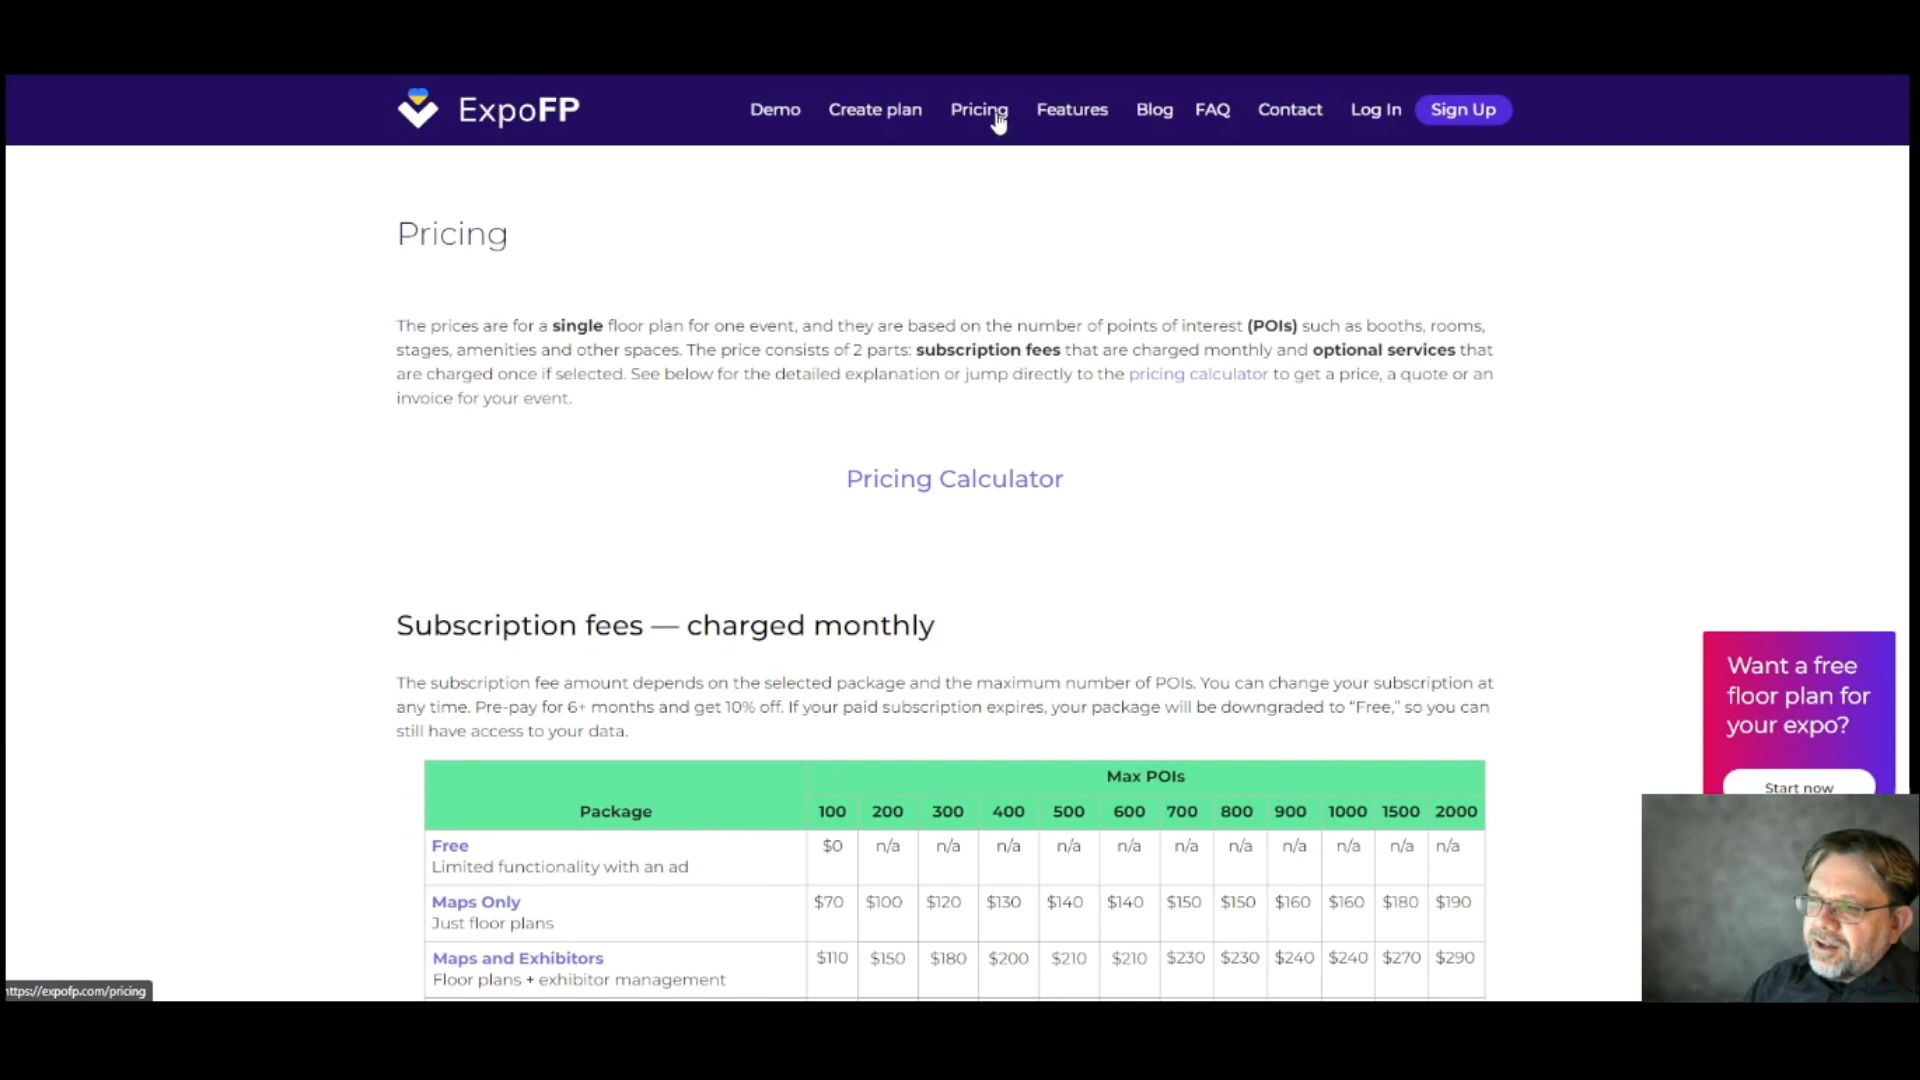 ExpoFP
Demo Create plan Pricing Features Blog FAQ Contact Log In Sign Up
Pricing
The prices are for a single floor plan for one event, and they are based on the number of points of interest (POIs) such as booths, rooms,
stages, amenities and other spaces. The price consists of 2 parts: subscription fees that are charged monthly and optional services that
are charged once if selected. See below for the detailed explanation or jump directly to the pricing calculator to get a price, a quote or an
invoice for your event.
Pricing Calculator
Subscription fees — charged monthly
The subscription fee amount depends on the selected package and the maximum number of POIs. You can change your subscription at
any time. Pre-pay for 6+ months and get 10% off. If your paid subscription expires, your package will be downgraded to “Free,” so you can
still have access to your data.
Max POIs
Package 100 200 300 400 500 600 700 800 900 1000 1500 2000
Free $0 n/a n/a n/a n/a n/a n/a n/a n/a n/a n/a n/a
Limited functionality with an ad
Maps Only $70 $100 $120 $130 $140 $140 $150 $150 $160 $160 $180 $190
Just floor plans
Maps and Exhibitors $110 $150 $180 $200 $210 $210 $230 $230 $240 $240 $270 $290
Floor plans + exhibitor management
Want a free
floor plan for
your expo?
Start now
https://expofp.com/pricing